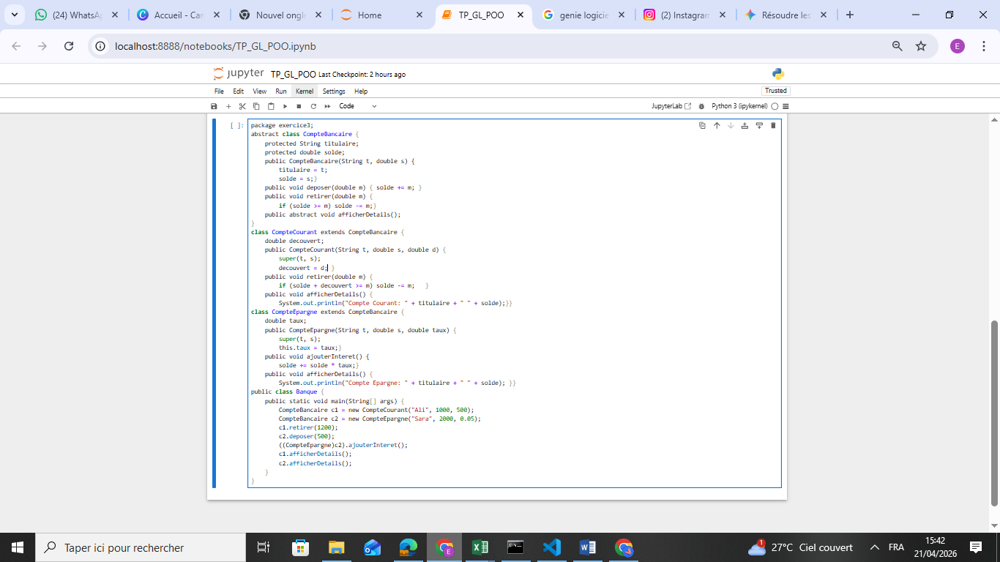 (24) WhatsA
Accueil - Can
Nouvel ongl
Home
TP_GL_POO
genie logicie
(2) Instagram
Résoudre les
localhost:8888/notebooks/TP_GL_POO.ipynb
E
jupyter TP_GL_POO Last Checkpoint: 2 hours ago
File Edit View Run Kernel Settings Help
Trusted
Code
JupyterLab
Python 3 (ipykernel)
[ ]:
package exercice3;
abstract class CompteBancaire {
    protected String titulaire;
    protected double solde;
    public CompteBancaire(String t, double s) {
        titulaire = t;
        solde = s;}
    public void deposer(double m) { solde += m; }
    public void retirer(double m) {
        if (solde >= m) solde -= m;}
    public abstract void afficherDetails();
}
class CompteCourant extends CompteBancaire {
    double decouvert;
    public CompteCourant(String t, double s, double d) {
        super(t, s);
        decouvert = d; }
    public void retirer(double m) {
        if (solde + decouvert >= m) solde -= m;   }
    public void afficherDetails() {
        System.out.println("Compte Courant: " + titulaire + " " + solde);}}
class CompteEpargne extends CompteBancaire {
    double taux;
    public CompteEpargne(String t, double s, double taux) {
        super(t, s);
        this.taux = taux;}
    public void ajouterInteret() {
        solde += solde * taux;}
    public void afficherDetails() {
        System.out.println("Compte Epargne: " + titulaire + " " + solde); }}
public class Banque {
    public static void main(String[] args) {
        CompteBancaire c1 = new CompteCourant("Ali", 1000, 500);
        CompteBancaire c2 = new CompteEpargne("Sara", 2000, 0.05);
        c1.retirer(1200);
        c2.deposer(500);
        ((CompteEpargne)c2).ajouterInteret();
        c1.afficherDetails();
        c2.afficherDetails();
    }
}
Taper ici pour rechercher
E
1
27°C Ciel couvert
FRA
15:42
21/04/2026